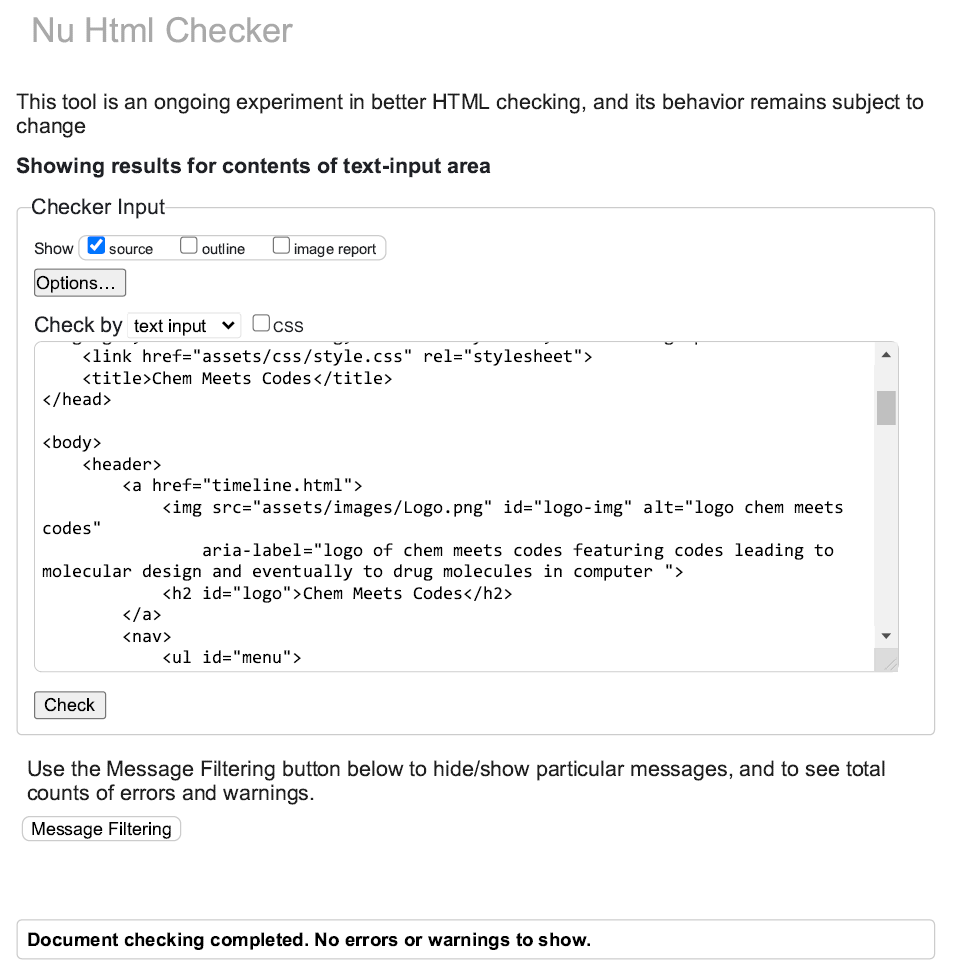 Nu Html Checker
This tool is an ongoing experiment in better HTML checking, and its behavior remains subject to
change
Showing results for contents of text-input area
Checker Input
Show source outline image report
Options...
Check by text input css
<link href="assets/css/style.css" rel="stylesheet">
<title>Chem Meets Codes</title>
</head>
<body>
<header>
<a href="timeline.html">
<img src="assets/images/Logo.png" id="logo-img" alt="logo chem meets
codes"
aria-label="logo of chem meets codes featuring codes leading to
molecular design and eventually to drug molecules in computer ">
<h2 id="logo">Chem Meets Codes</h2>
</a>
<nav>
<ul id="menu">
Check
Use the Message Filtering button below to hide/show particular messages, and to see total
counts of errors and warnings.
Message Filtering
Document checking completed. No errors or warnings to show.